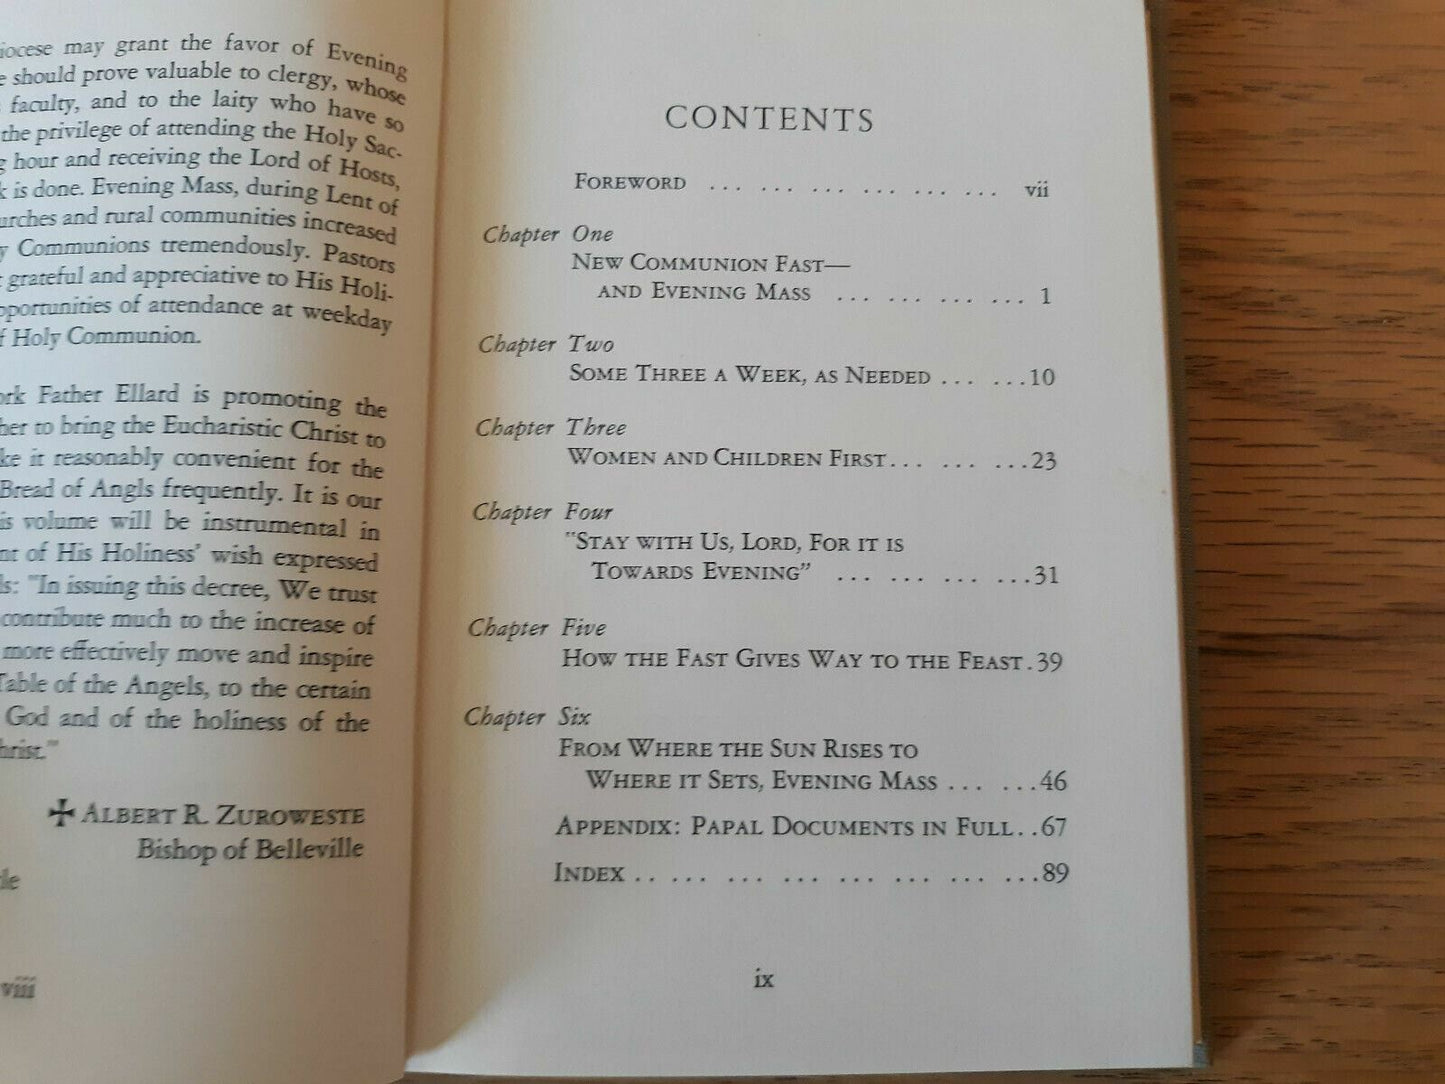 may grant the favor of Evening
should prove valuable to clergy, whose
faculty, and to the laity who have so
the privilege of attending the Holy Sac-
hour and receiving the Lord of Hosts,
is done. Evening Mass, during Lent of
and rural communities increased
Communions tremendously. Pastors
grateful and appreciative to His Holi-
of attendance at weekday
Holy Communion.
Father Ellard is promoting the
to bring the Eucharistic Christ to
it reasonably convenient for the
Bread of Angls frequently. It is our
volume will be instrumental in
of His Holiness' wish expressed
"In issuing this decree, We trust
contribute much to the increase of
more effectively move and inspire
Table of the Angels, to the certain
God and of the holiness of the
✠ ALBERT R. ZUROWESTE
Bishop of Belleville
viii
CONTENTS
FOREWORD ... ... ... ... ... ... vii
Chapter One
NEW COMMUNION FAST—
AND EVENING MASS ... ... ... ... 1
Chapter Two
SOME THREE A WEEK, AS NEEDED ... ...10
Chapter Three
WOMEN AND CHILDREN FIRST... ... ...23
Chapter Four
"STAY WITH US, LORD, FOR IT IS
TOWARDS EVENING" ... ... ... ...31
Chapter Five
HOW THE FAST GIVES WAY TO THE FEAST.39
Chapter Six
FROM WHERE THE SUN RISES TO
WHERE IT SETS, EVENING MASS ... ...46
APPENDIX: PAPAL DOCUMENTS IN FULL..67
INDEX .. ... ... ... ... ... ... ...89
ix